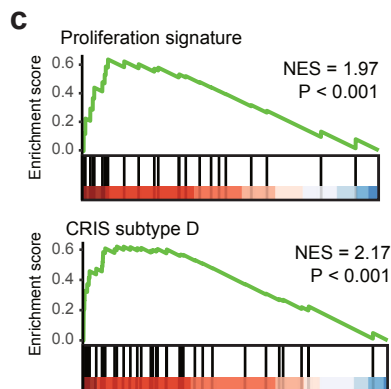 c
Proliferation signature
NES = 1.97
P < 0.001
Enrichment score
0.6
0.4
0.2
0.0
CRIS subtype D
NES = 2.17
P < 0.001
Enrichment score
0.6
0.4
0.2
0.0